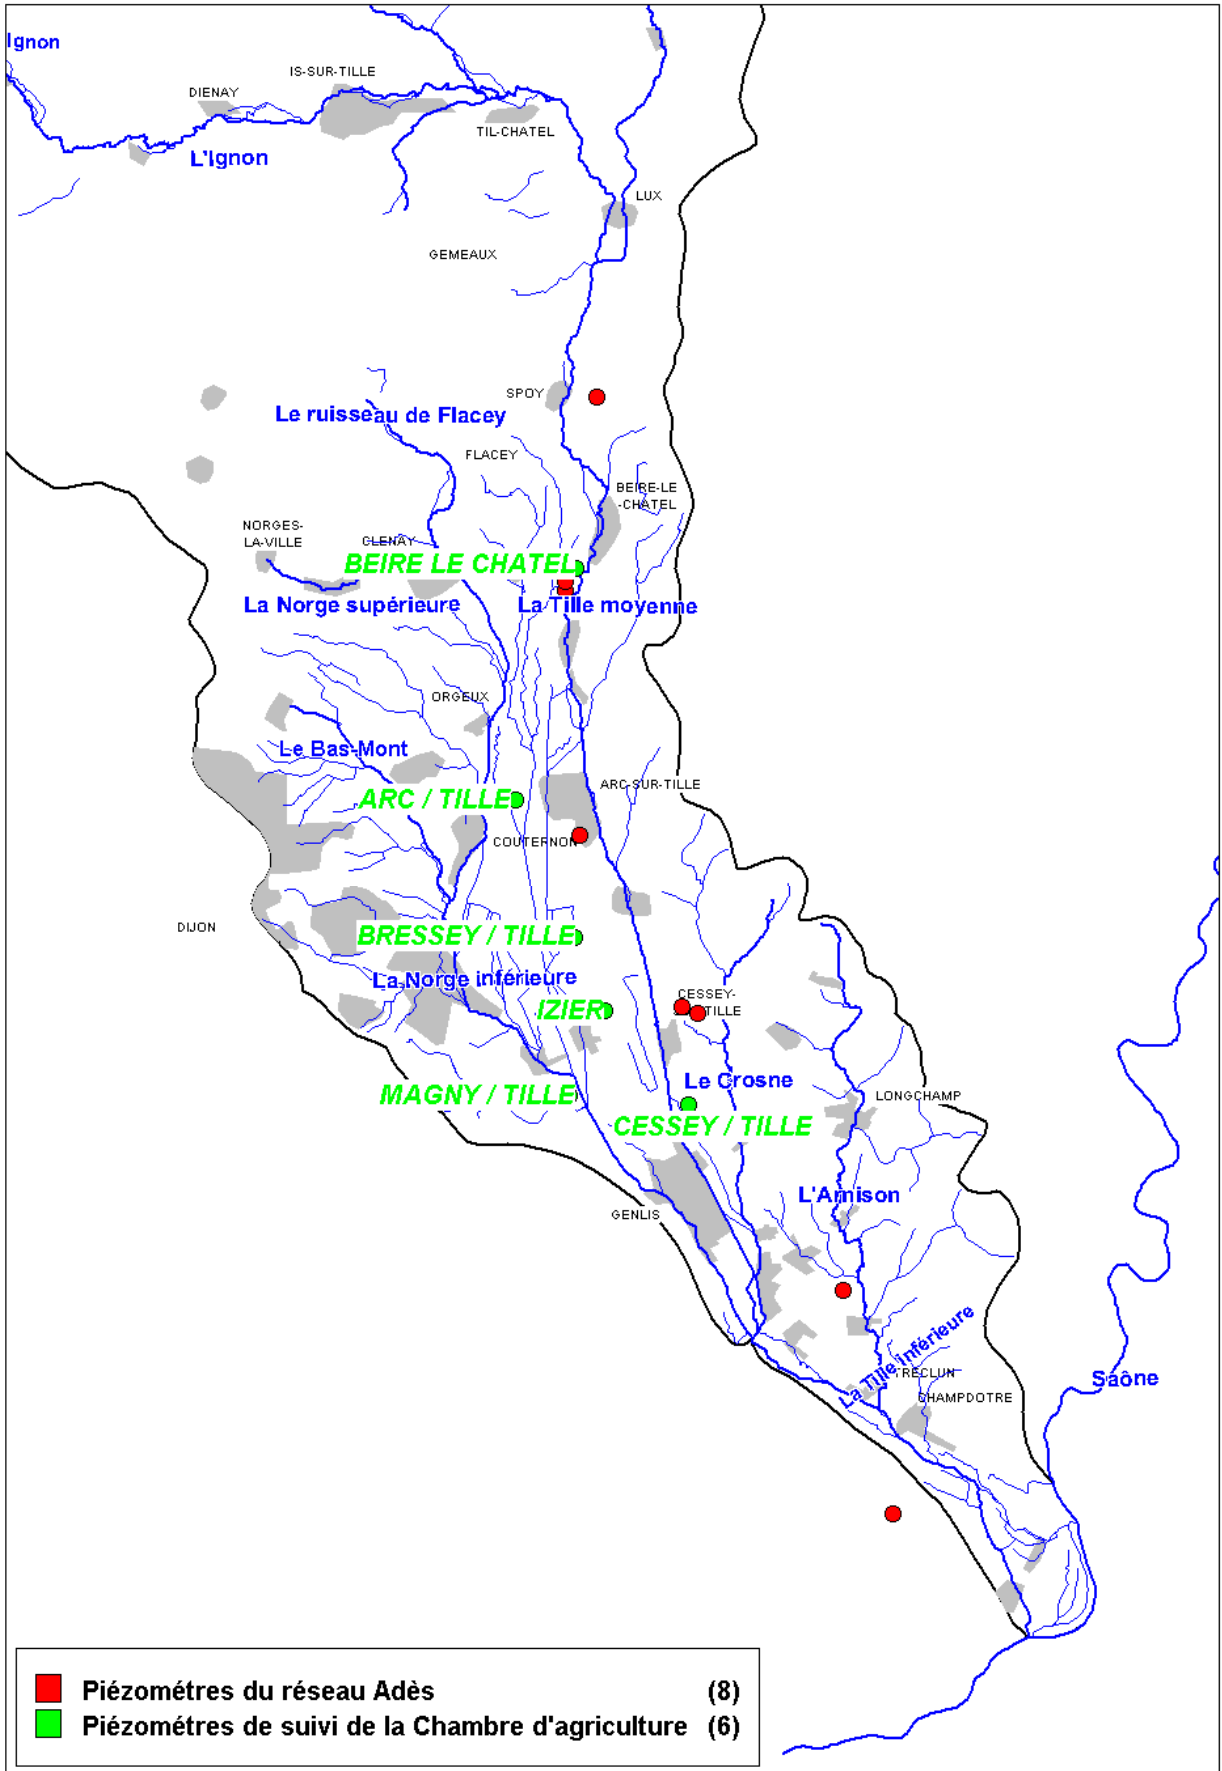 Ignon
IS-SUR-TILLE
DIENAY
TIL-CHATEL
L'Ignon
LUX
GEMEAUX
SPOY
Le ruisseau de Flacey
FLACEY
BEIRE-LE
-CHATEL
NORGES-
LA-VILLE
CLENAY
BEIRE LE CHATEL
La Norge supérieure
La Tille moyenne
ORGEUX
Le Bas-Mont
ARC-SUR-TILLE
ARC / TILLE
COUTERNON
DIJON
BRESSEY / TILLE
La Norge inférieure
CESSEY-
TILLE
IZIER
Le Crosne
MAGNY / TILLE
LONGCHAMP
CESSEY / TILLE
L'Arnison
GENLIS
La Tille inférieure
TRECLUN
Saône
CHAMPDOTRE
Piézométres du réseau Adès (8)
Piézométres de suivi de la Chambre d'agriculture (6)